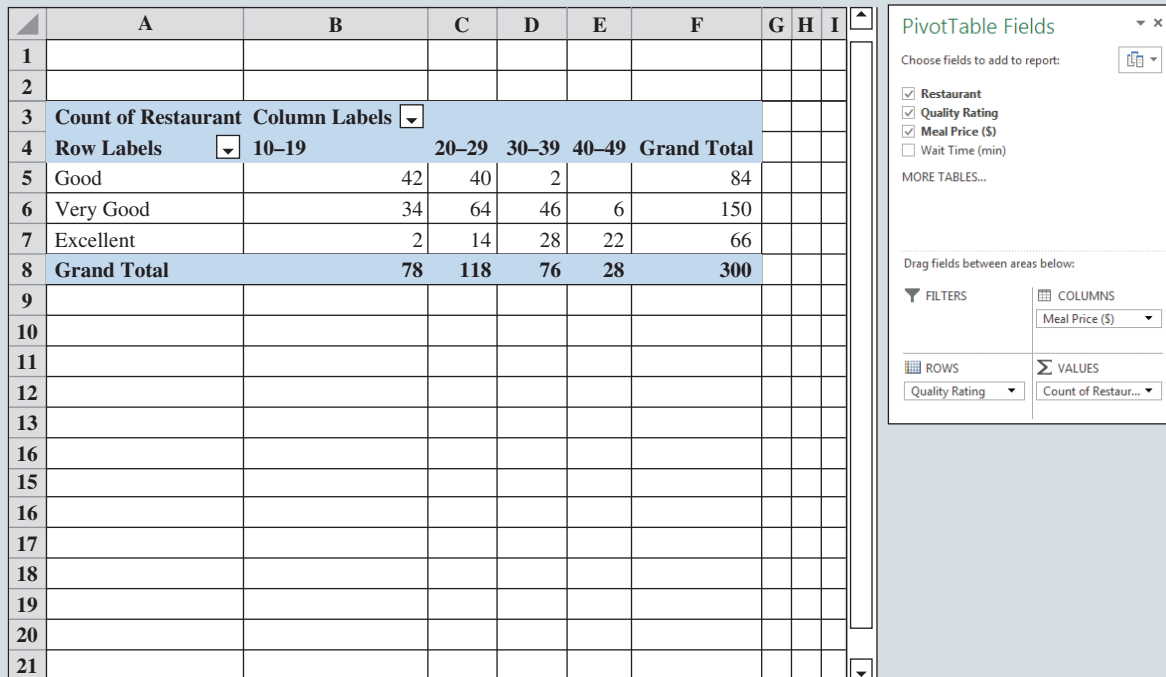 A B C D E F G H I
1
2
3 Count of Restaurant Column Labels
4 Row Labels 10–19 20–29 30–39 40–49 Grand Total
5 Good 42 40 2 84
6 Very Good 34 64 46 6 150
7 Excellent 2 14 28 22 66
8 Grand Total 78 118 76 28 300
9
10
11
12
13
16
15
16
17
18
19
20
21
PivotTable Fields
Choose fields to add to report:
Restaurant
Quality Rating
Meal Price ($)
Wait Time (min)
MORE TABLES...
Drag fields between areas below:
FILTERS
COLUMNS
Meal Price ($)
ROWS
Quality Rating
VALUES
Count of Restaur...